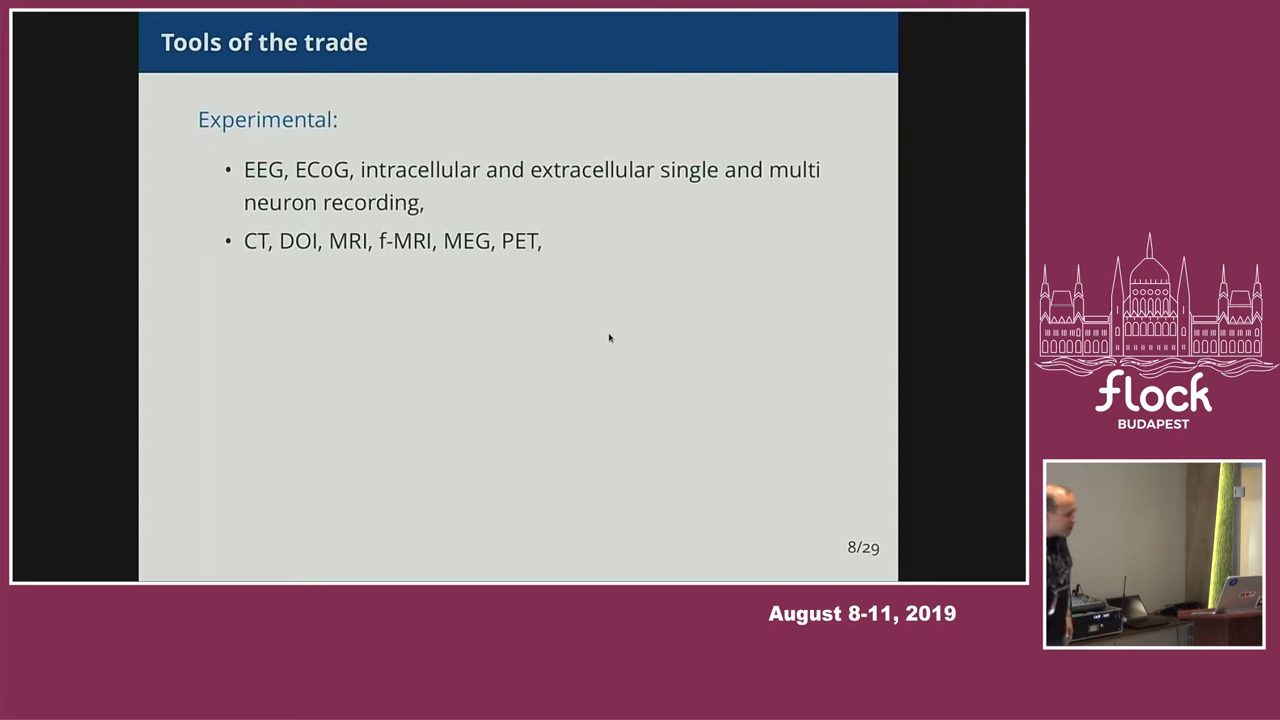 Tools of the trade
Experimental:
• EEG, ECoG, intracellular and extracellular single and multi
neuron recording,
• CT, DOI, MRI, f-MRI, MEG, PET,
8/29
flock
BUDAPEST
August 8-11, 2019